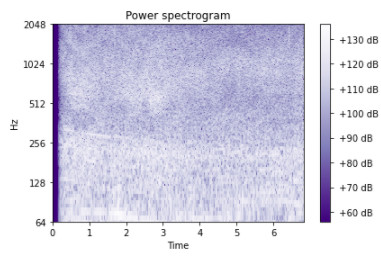 Power spectrogram
2048
1024
512
256
128
64
Hz
0 1 2 3 4 5 6
Time
+130 dB
+120 dB
+110 dB
+100 dB
+90 dB
+80 dB
+70 dB
+60 dB